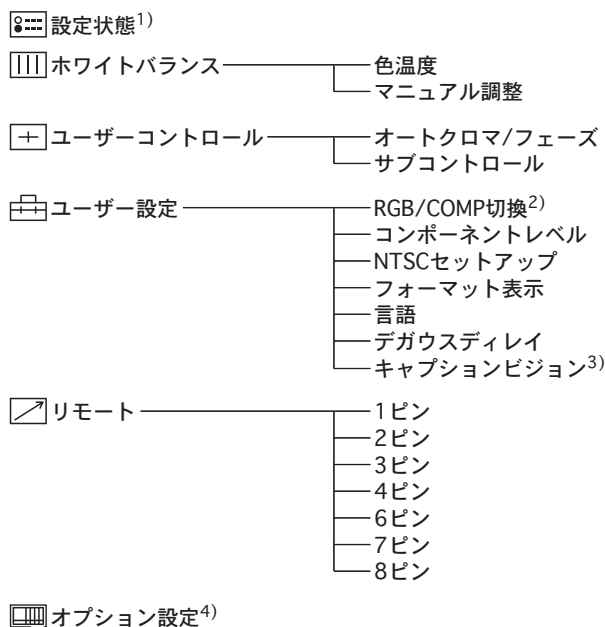 設定状態1)
ホワイトバランス 色温度
マニュアル調整
ユーザーコントロール オートクロマ/フェーズ
サブコントロール
ユーザー設定 RGB/COMP切換2)
コンポーネントレベル
NTSCセットアップ
フォーマット表示
言語
デガウスディレイ
キャプションビジョン3)
リモート 1ピン
2ピン
3ピン
4ピン
6ピン
7ピン
8ピン
オプション設定4)